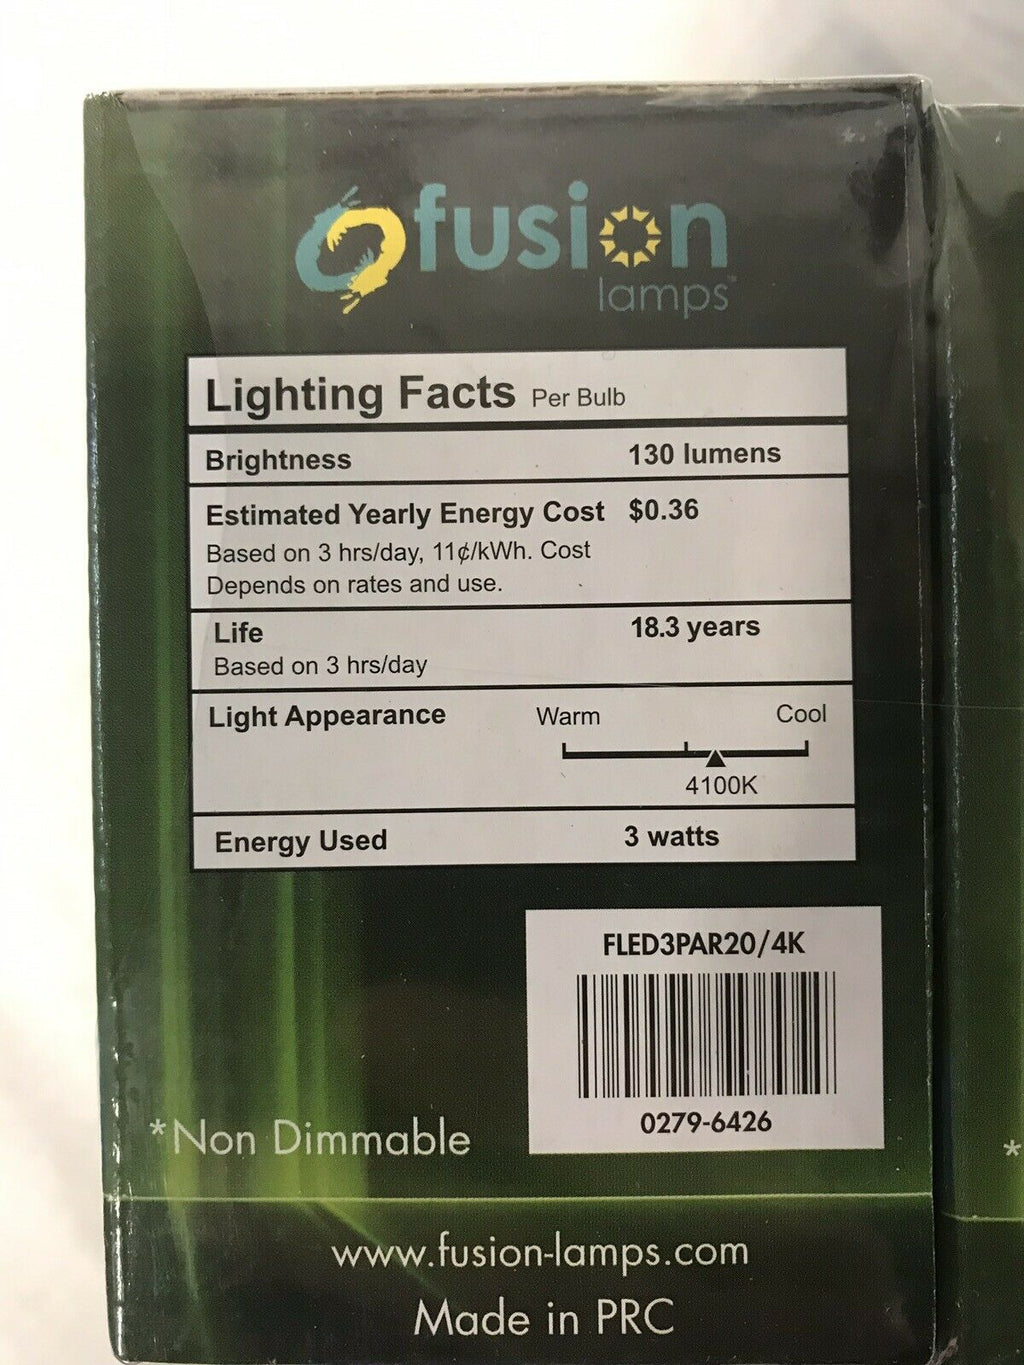 fusion
lamps™
Lighting Facts Per Bulb
Brightness 130 lumens
Estimated Yearly Energy Cost $0.36
Based on 3 hrs/day, 11¢/kWh. Cost
Depends on rates and use.
Life 18.3 years
Based on 3 hrs/day
Light Appearance Warm Cool
4100K
Energy Used 3 watts
FLED3PAR20/4K
0279-6426
*Non Dimmable
*
www.fusion-lamps.com
Made in PRC